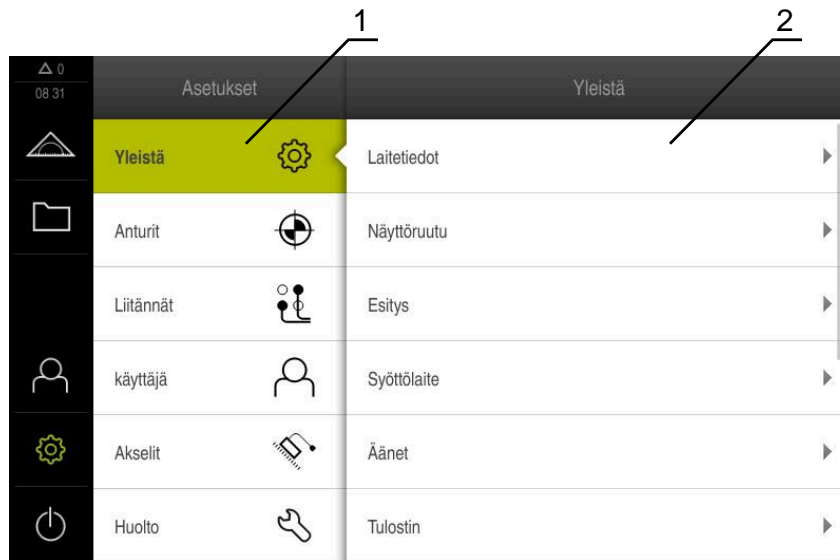 1
2
0
08 31
Asetukset
Yleistä
Yleistä
Anturit
Liitännät
käyttäjä
Akselit
Huolto
Laitetiedot
Näyttöruutu
Esitys
Syöttölaite
Äänet
Tulostin